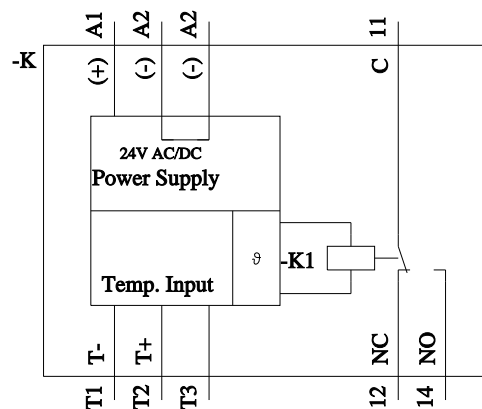 A1
A2
A2
11
-K
(+)
(-)
(-)
C
24V AC/DC
Power Supply
ϑ
-K1
Temp. Input
T-
T+
NC
NO
T1
T2
T3
12
14